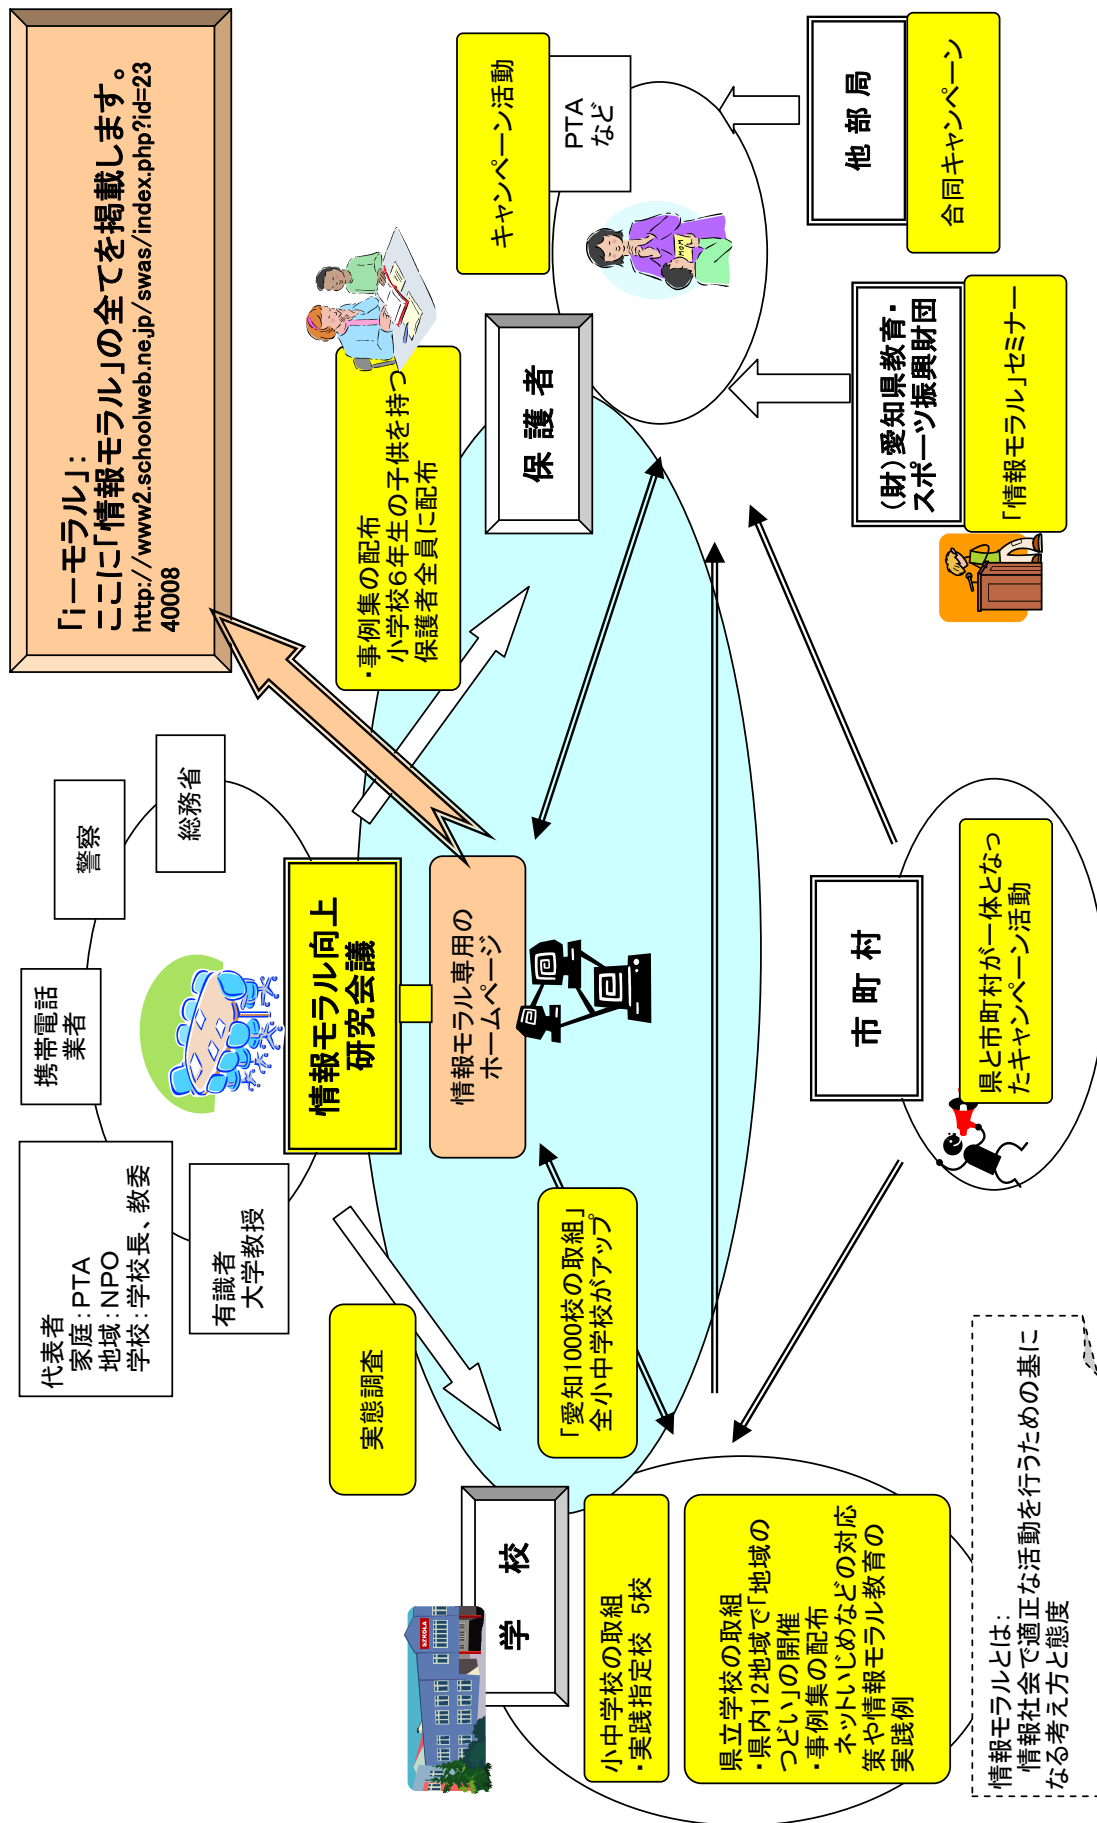 代表者
家庭：PTA
地域：NPO
学校：学校長、教委
携帯電話
業者
警察
総務省
有識者
大学教授
「i－モラル」：
ここに「情報モラル」の全てを掲載します。
http://www2.schoolweb.ne.jp/swas/index.php?id=23
40008
情報モラル向上
研究会議
情報モラル専用の
ホームページ
実態調査
・事例集の配布
小学校６年生の子供を持つ
保護者全員に配布
キャンペーン活動
PTA
など
保 護 者
学 校
SZKOŁA
「愛知1000校の取組」
全小中学校がアップ
小中学校の取組
・実践指定校 5校
県立学校の取組
・県内12地域で「地域の
つどい」の開催
・事例集の配布
ネットいじめなどの対応
策や情報モラル教育の
実践例
MOM
他 部 局
合同キャンペーン
（財）愛知県教育・
スポーツ振興財団
「情報モラル」セミナー
市 町 村
県と市町村が一体となっ
たキャンペーン活動
情報モラルとは：
情報社会で適正な活動を行うための基に
なる考え方と態度